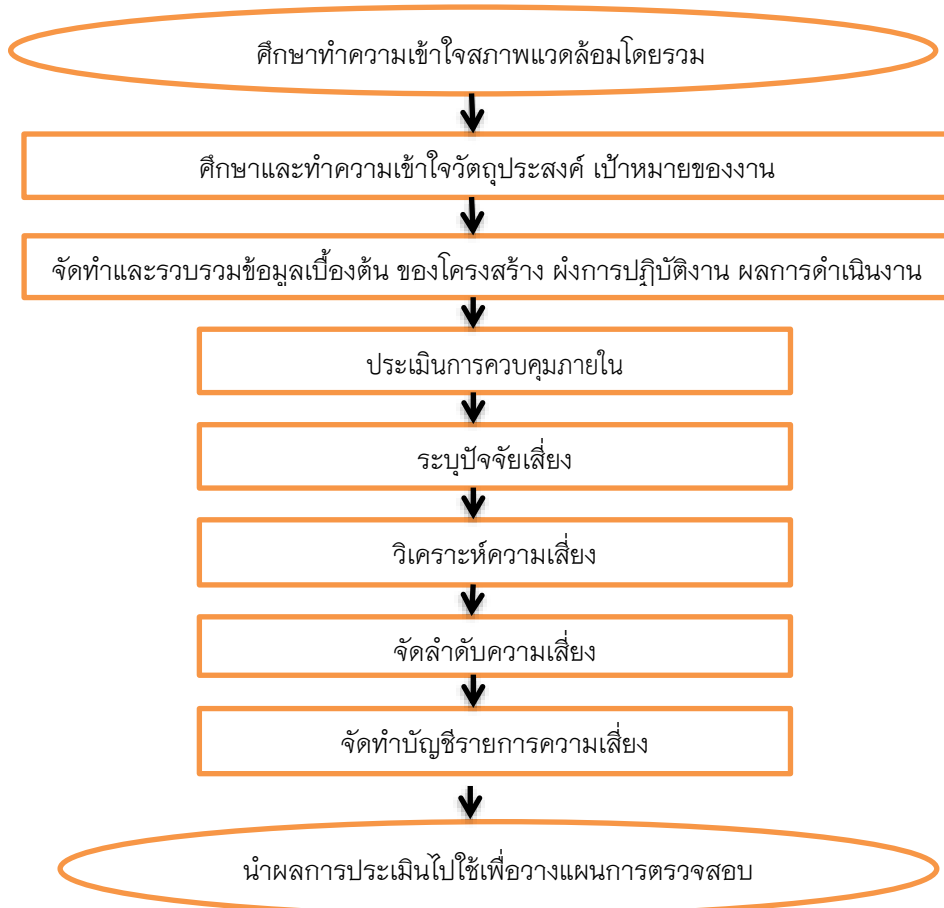 ศึกษาทำความเข้าใจสภาพแวดล้อมโดยรวม
ศึกษาและทำความเข้าใจวัตถุประสงค์ เป้าหมายของงาน
จัดทำและรวบรวมข้อมูลเบื้องต้น ของโครงสร้าง ผังการปฏิบัติงาน ผลการดำเนินงาน
ประเมินการควบคุมภายใน
ระบุปัจจัยเสี่ยง
วิเคราะห์ความเสี่ยง
จัดลำดับความเสี่ยง
จัดทำบัญชีรายการความเสี่ยง
นำผลการประเมินไปใช้เพื่อวางแผนการตรวจสอบ